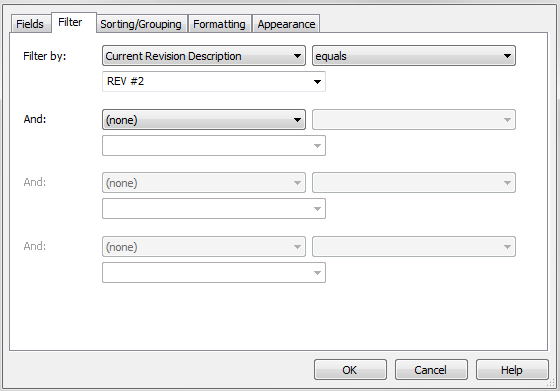 Fields Filter Sorting/Grouping Formatting Appearance
Filter by: Current Revision Description equals
REV #2
And: (none)
And: (none)
And: (none)
OK Cancel Help